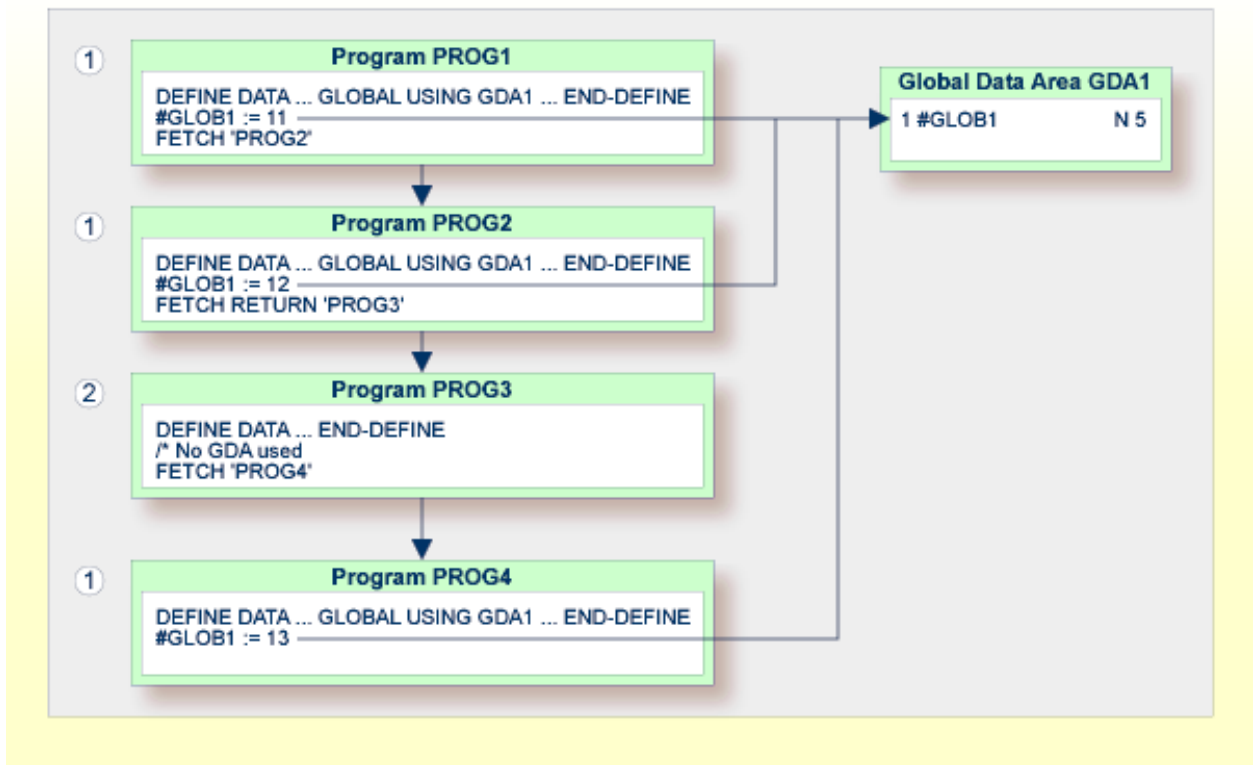 1
Program PROG1
DEFINE DATA ... GLOBAL USING GDA1 ... END-DEFINE
#GLOB1 := 11
FETCH 'PROG2'
Global Data Area GDA1
1 #GLOB1 N 5
1
Program PROG2
DEFINE DATA ... GLOBAL USING GDA1 ... END-DEFINE
#GLOB1 := 12
FETCH RETURN 'PROG3'
2
Program PROG3
DEFINE DATA ... END-DEFINE
/* No GDA used
FETCH 'PROG4'
1
Program PROG4
DEFINE DATA ... GLOBAL USING GDA1 ... END-DEFINE
#GLOB1 := 13